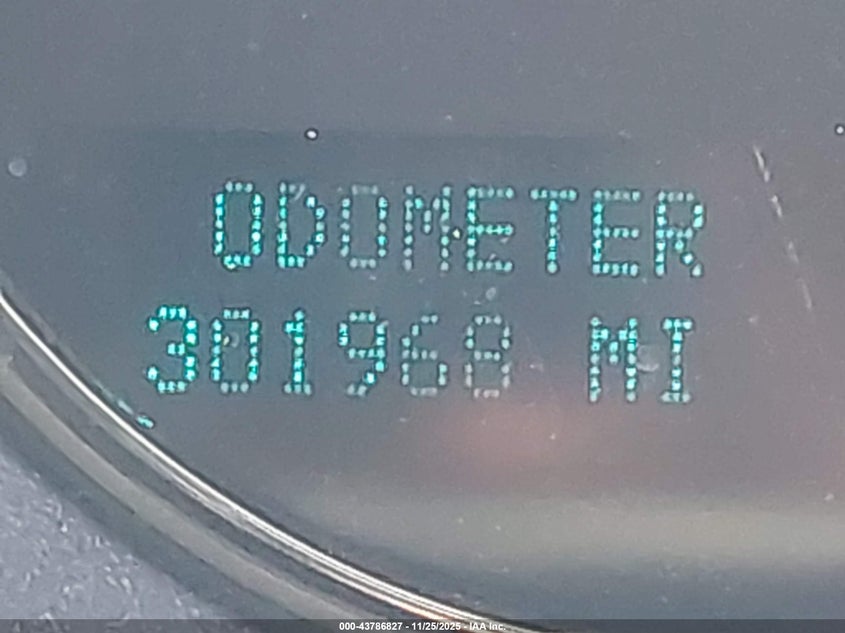 ODOMETER
301968 MI
000-43786827 - 11/25/2025 - IAA Inc.